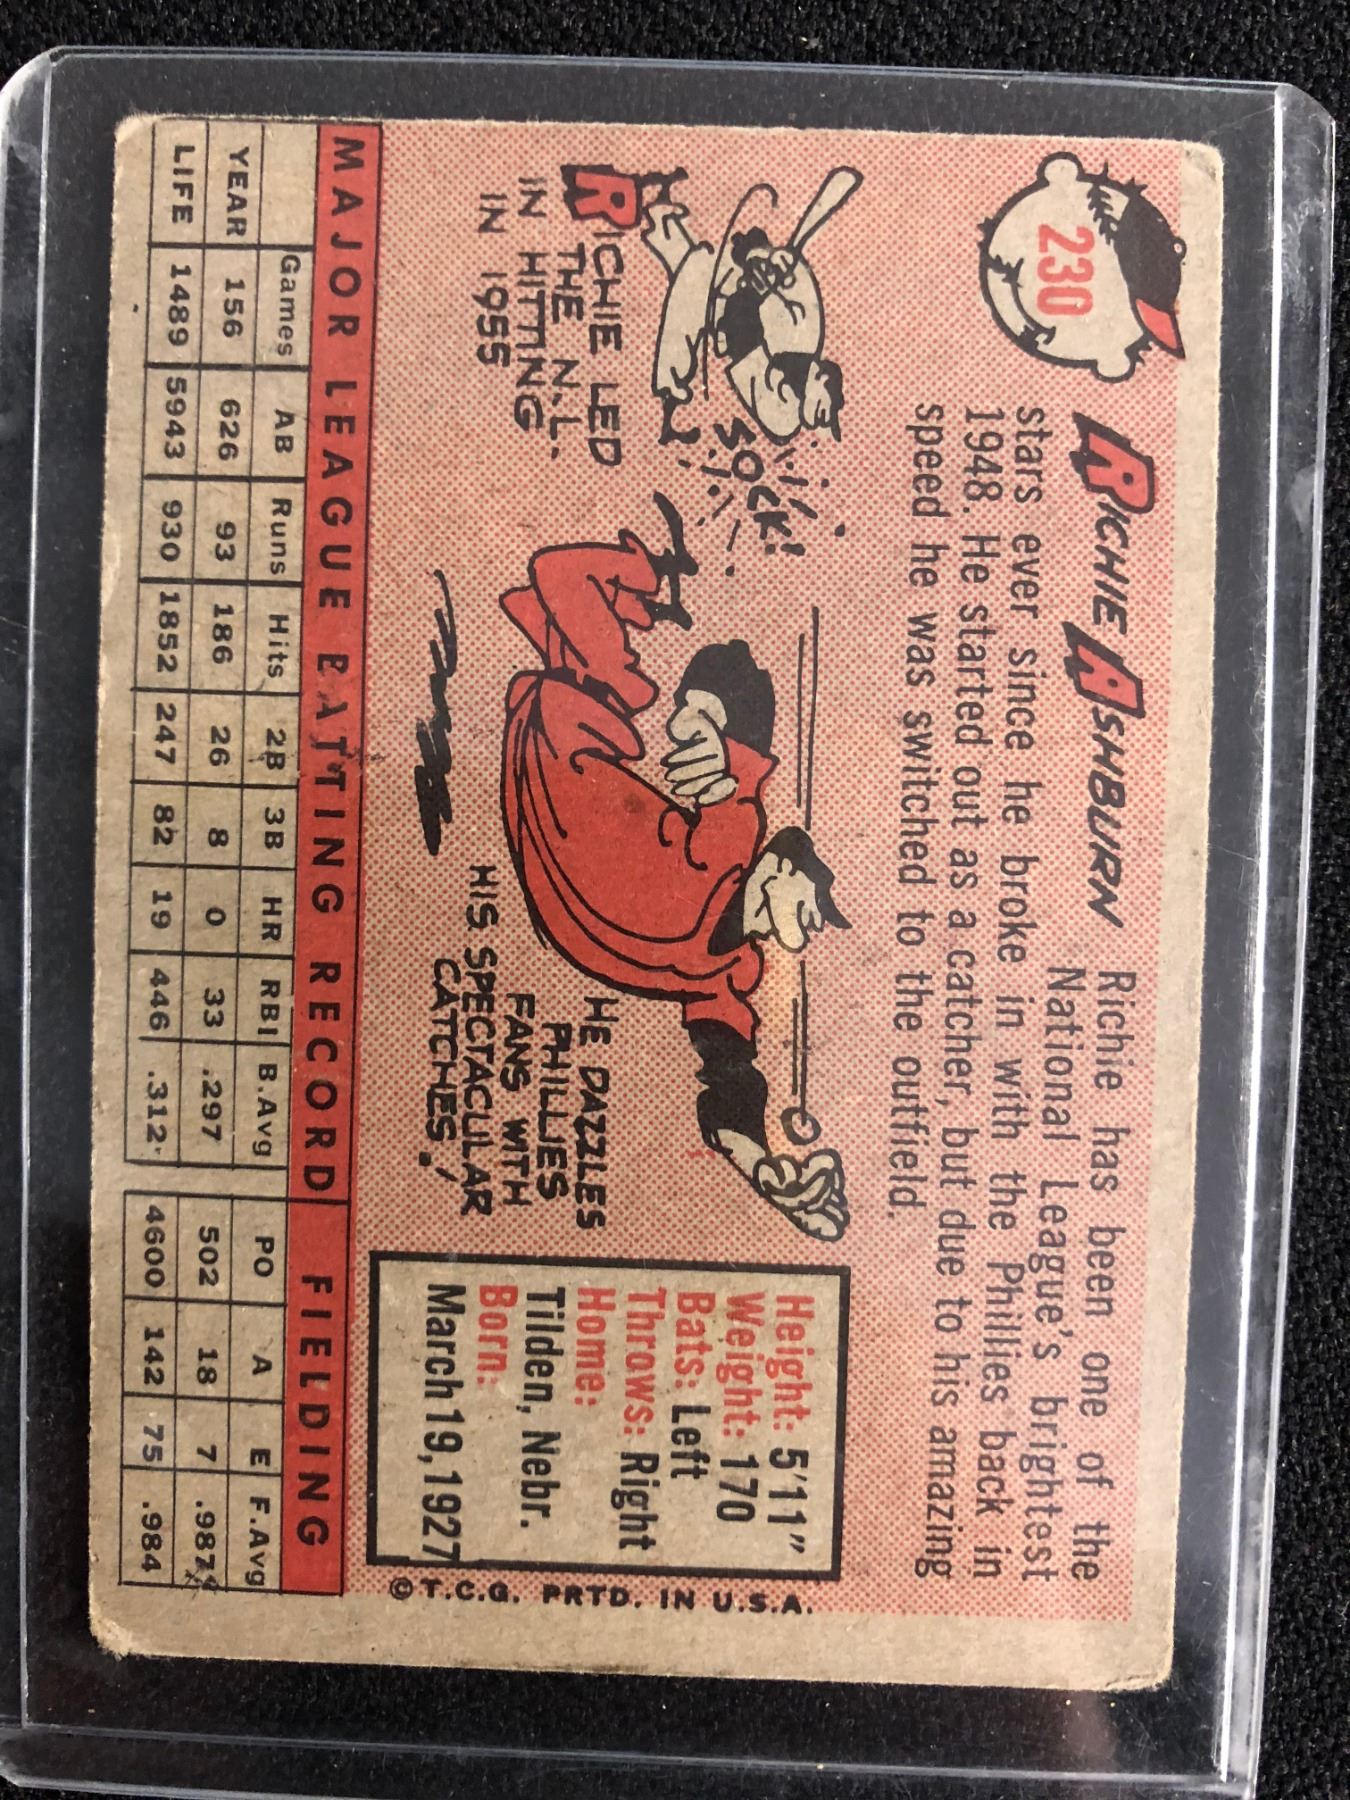 230
RICHIE ASHBURN Richie has been one of the
National League's brightest
stars ever since he broke in with the Phillies back in
1948. He started out as a catcher, but due to his amazing
speed he was switched to the outfield.
SOCK!
RICHIE LED
THE N.L.
IN HITTING
IN 1955
HE DAZZLES
PHILLIES
FANS WITH
HIS SPECTACULAR
CATCHES!
Height: 5'11"
Weight: 170
Bats: Left
Throws: Right
Home:
Tilden, Nebr.
Born:
March 19, 1927
© T.C.G. PRTD. IN U.S.A.
MAJOR LEAGUE BATTING RECORD FIELDING
Games AB Runs Hits 2B 3B HR RBI B.Avg PO A E F.Avg
YEAR 156 626 93 186 26 8 0 33 .297 502 18 7 .987
LIFE 1489 5943 930 1852 247 82 19 446 .312 4600 142 75 .984